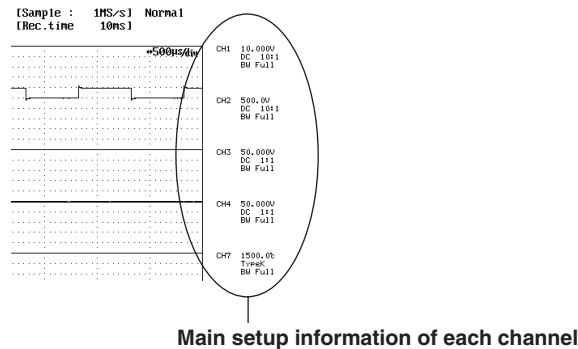 [Sample : 1MS/s] Normal
[Rec.time 10ms]
↔500µs/div
CH1 10.000V
DC 10:1
BW Full
CH2 500.0V
DC 10:1
BW Full
CH3 50.000V
DC 1:1
BW Full
CH4 50.000V
DC 1:1
BW Full
CH7 1500.0℃
TypeK
BW Full
Main setup information of each channel